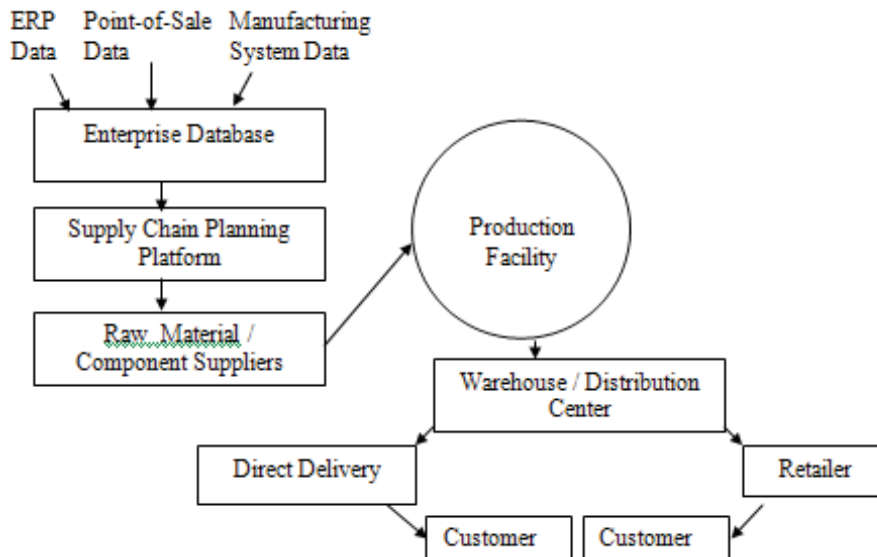 ERP
Data
Point-of-Sale
Data
Manufacturing
System Data
Enterprise Database
Supply Chain Planning
Platform
Raw Material /
Component Suppliers
Production
Facility
Warehouse / Distribution
Center
Direct Delivery
Retailer
Customer
Customer